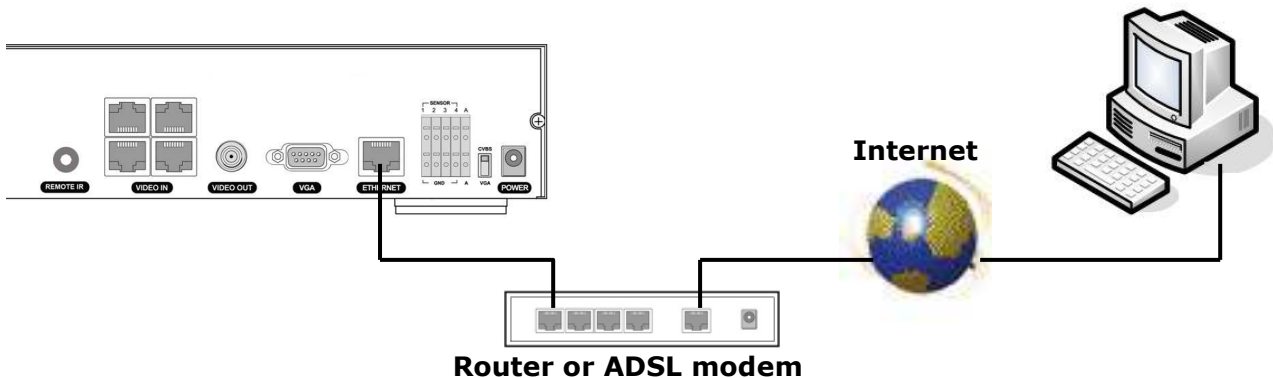 SENSOR
1 2 3 4 A
CVBS
GND A
VGA
REMOTE IR
VIDEO IN
VIDEO OUT
VGA
ETHERNET
POWER
Internet
Router or ADSL modem